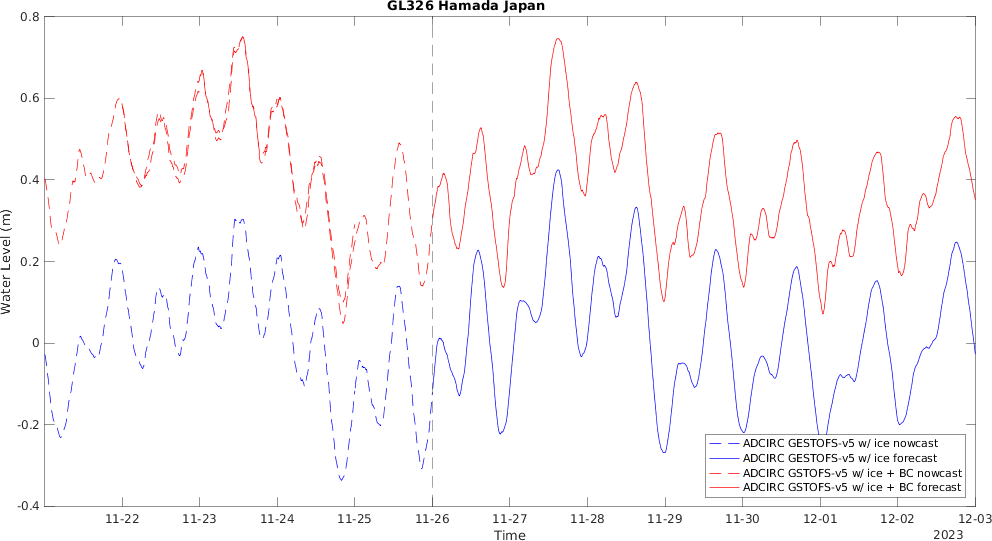 GL326 Hamada Japan
0.8
0.6
0.4
0.2
0
-0.2
-0.4
Water Level (m)
ADCIRC GESTOFS-v5 w/ ice nowcast
ADCIRC GESTOFS-v5 w/ ice forecast
ADCIRC GSTOFS-v5 w/ ice + BC nowcast
ADCIRC GSTOFS-v5 w/ ice + BC forecast
11-22 11-23 11-24 11-25 11-26 11-27 11-28 11-29 11-30 12-01 12-02 12-03
Time
2023